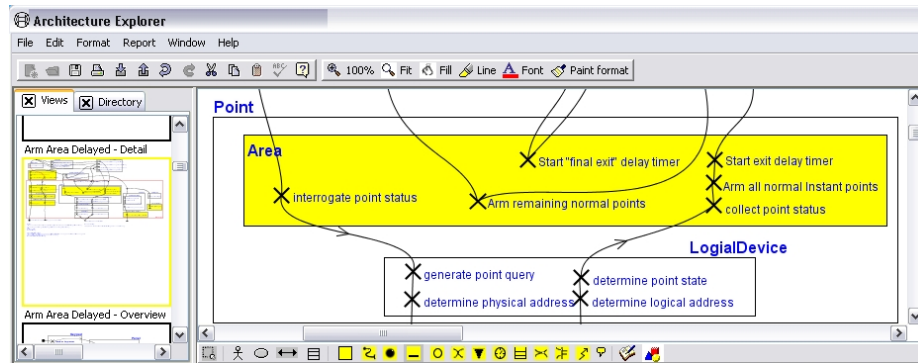 Architecture Explorer
File Edit Format Report Window Help
ABC 100% Fit Fill Line A Font Paint format
Views Directory
Point
Arm Area Delayed - Detail
Area
Start "final exit" delay timer
Start exit delay timer
interrogate point status
Arm remaining normal points
Arm all normal Instant points
collect point status
LogialDevice
generate point query
determine point state
determine physical address
determine logical address
Arm Area Delayed - Overview